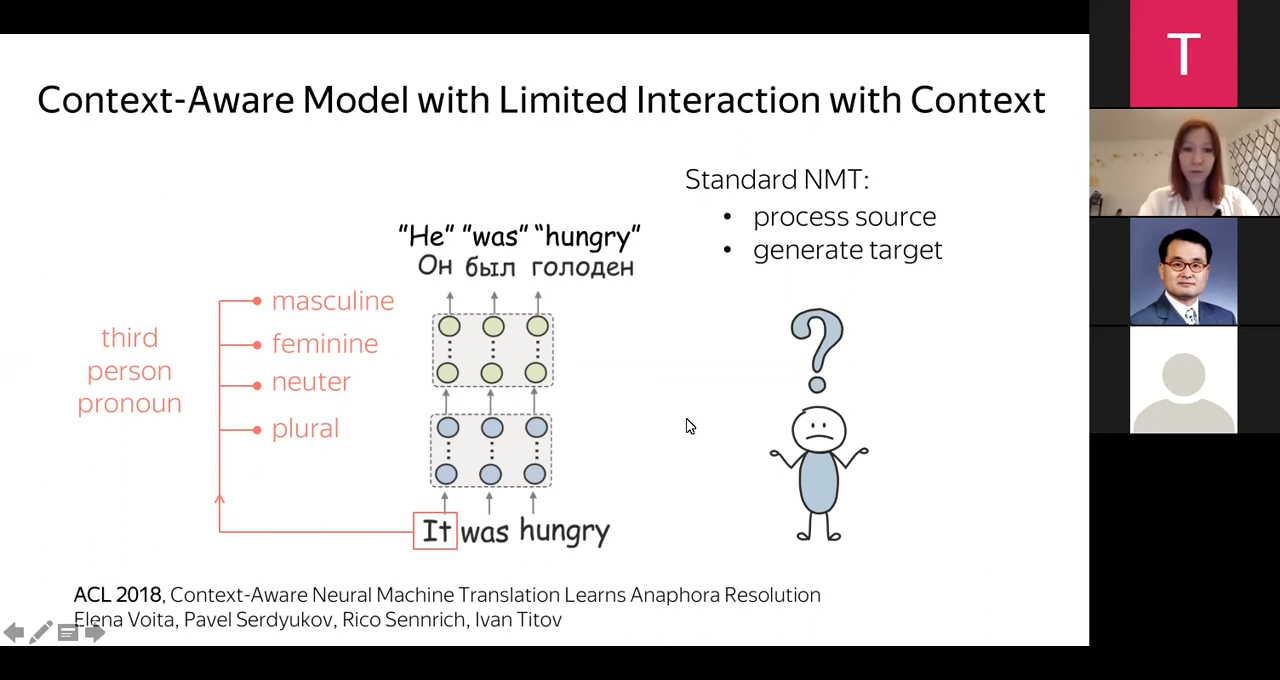 Context-Aware Model with Limited Interaction with Context
T
Standard NMT:
• process source
• generate target
"He" "was" "hungry"
Он был голоден
third
person
pronoun
masculine
feminine
neuter
plural
?
It was hungry
ACL 2018, Context-Aware Neural Machine Translation Learns Anaphora Resolution
Elena Voita, Pavel Serdyukov, Rico Sennrich, Ivan Titov